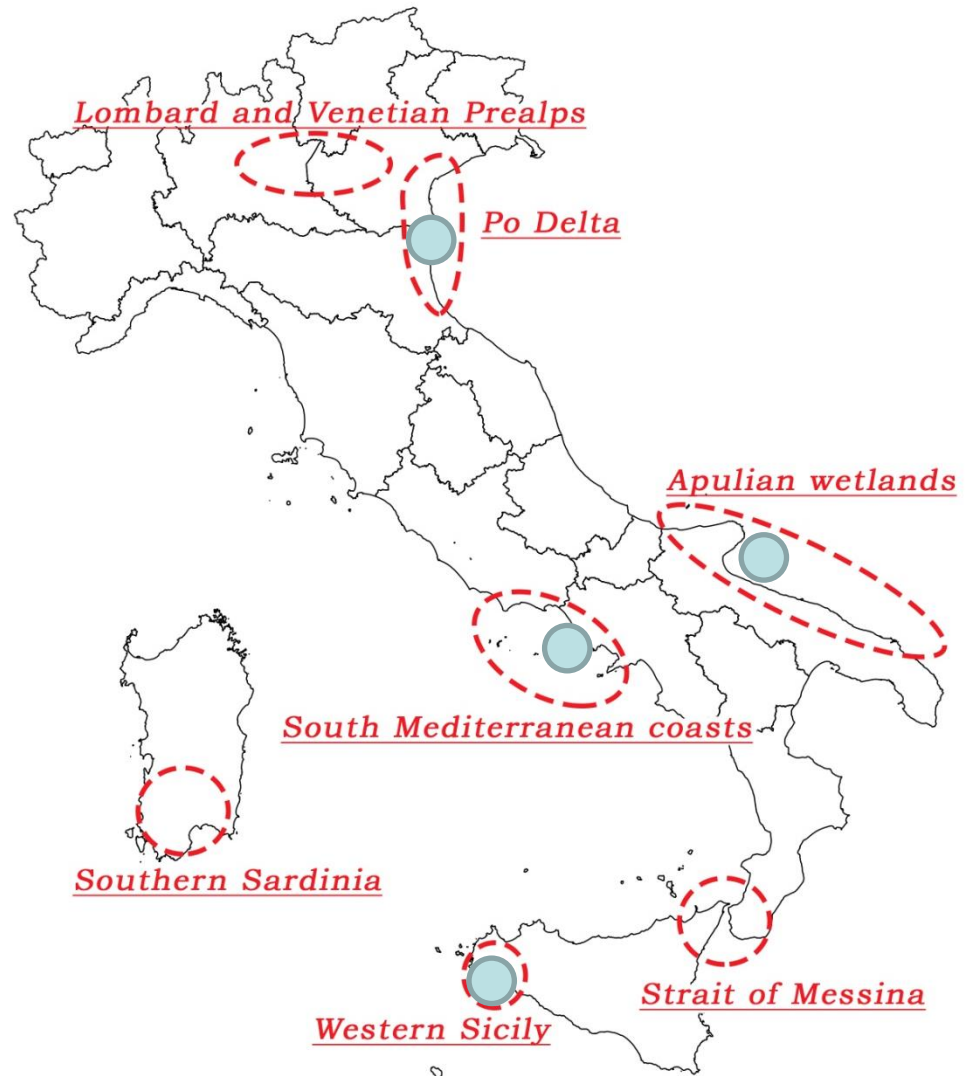 Lombard and Venetian Prealps
Po Delta
Apulian wetlands
South Mediterranean coasts
Southern Sardinia
Strait of Messina
Western Sicily